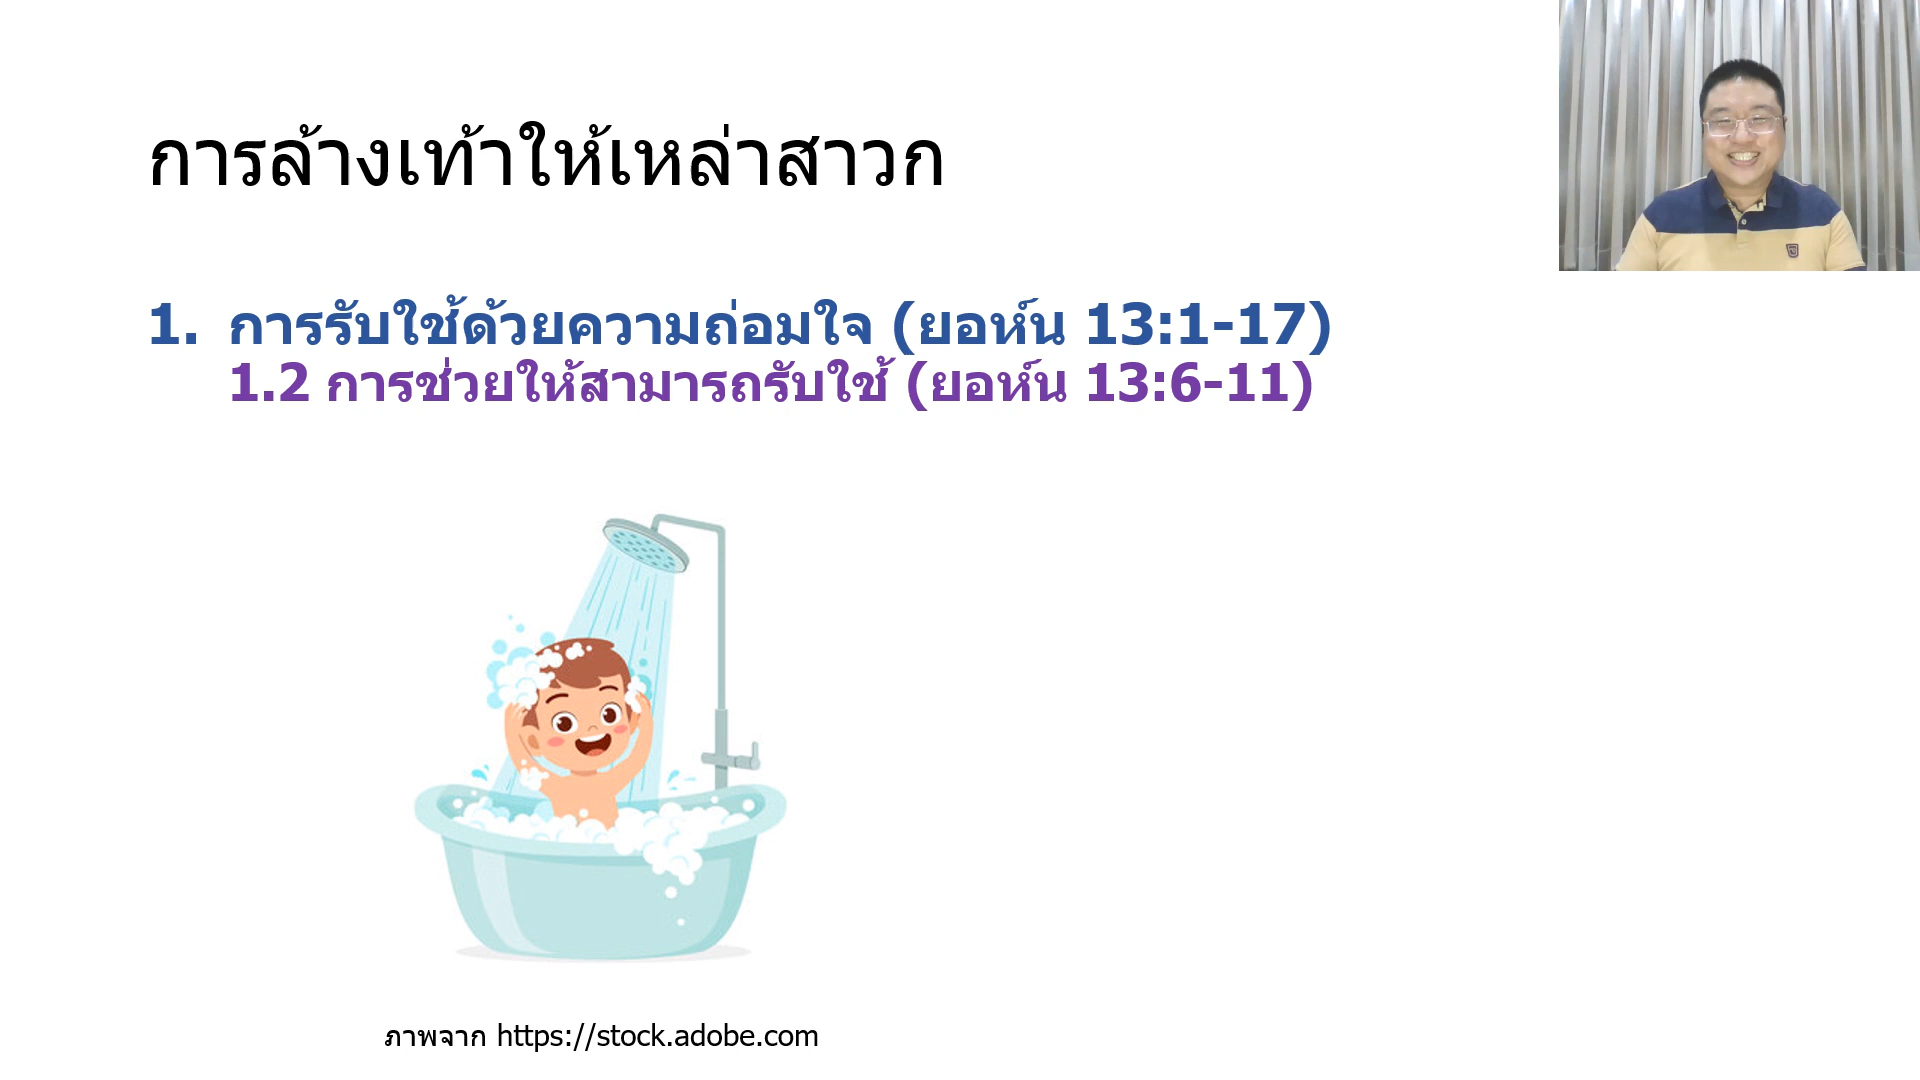 การล้างเท้าให้เหล่าสาวก
1. การรับใช้ด้วยความถ่อมใจ (ยอห์น 13:1-17)
1.2 การช่วยให้สามารถรับใช้ (ยอห์น 13:6-11)
ภาพจาก https://stock.adobe.com